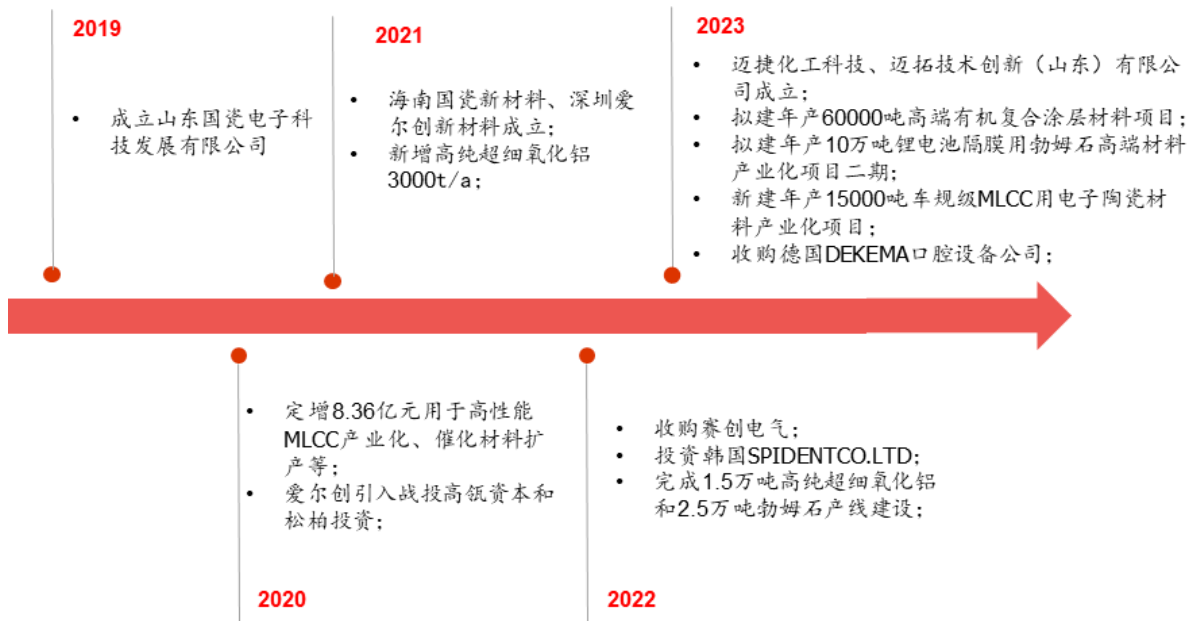 2019
• 成立山东国瓷电子科
技发展有限公司
2021
• 海南国瓷新材料、深圳爱
尔创新材料成立；
• 新增高纯超细氧化铝
3000t/a；
2023
• 迈捷化工科技、迈拓技术创新（山东）有限公
司成立；
• 拟建年产60000吨高端有机复合涂层材料项目；
• 拟建年产10万吨锂电池隔膜用勃姆石高端材料
产业化项目二期；
• 新建年产15000吨车规级MLCC用电子陶瓷材
料产业化项目；
• 收购德国DEKEMA口腔设备公司；
• 定增8.36亿元用于高性能
MLCC产业化、催化材料扩
产等；
• 爱尔创引入战投高瓴资本和
松柏投资；
2020
• 收购赛创电气；
• 投资韩国SPIDENTCO.LTD；
• 完成1.5万吨高纯超细氧化铝
和2.5万吨勃姆石产线建设；
2022